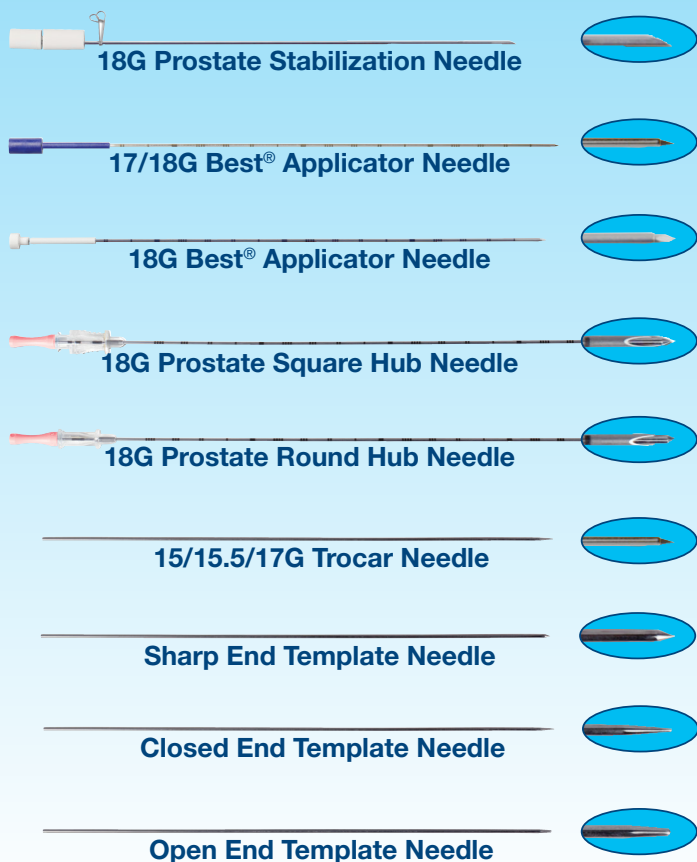 18G Prostate Stabilization Needle
17/18G Best® Applicator Needle
18G Best® Applicator Needle
18G Prostate Square Hub Needle
18G Prostate Round Hub Needle
15/15.5/17G Trocar Needle
Sharp End Template Needle
Closed End Template Needle
Open End Template Needle